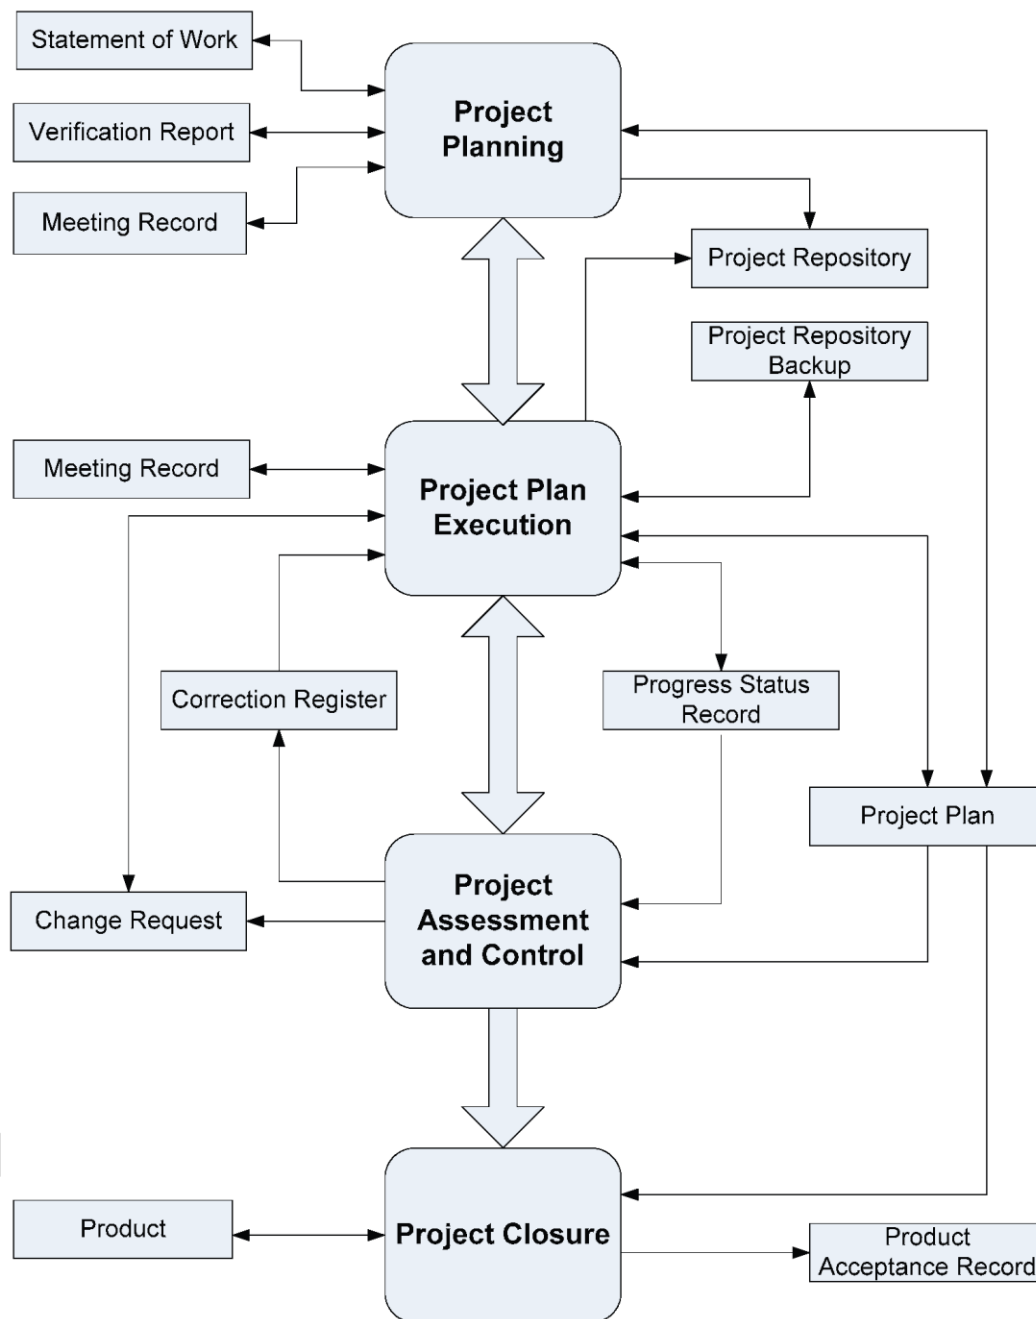 Statement of Work
Project
Planning
Verification Report
Meeting Record
Project Repository
Project Repository
Backup
Meeting Record
Project Plan
Execution
Correction Register
Progress Status
Record
Project Plan
Project
Assessment
and Control
Change Request
Product
Project Closure
Product
Acceptance Record